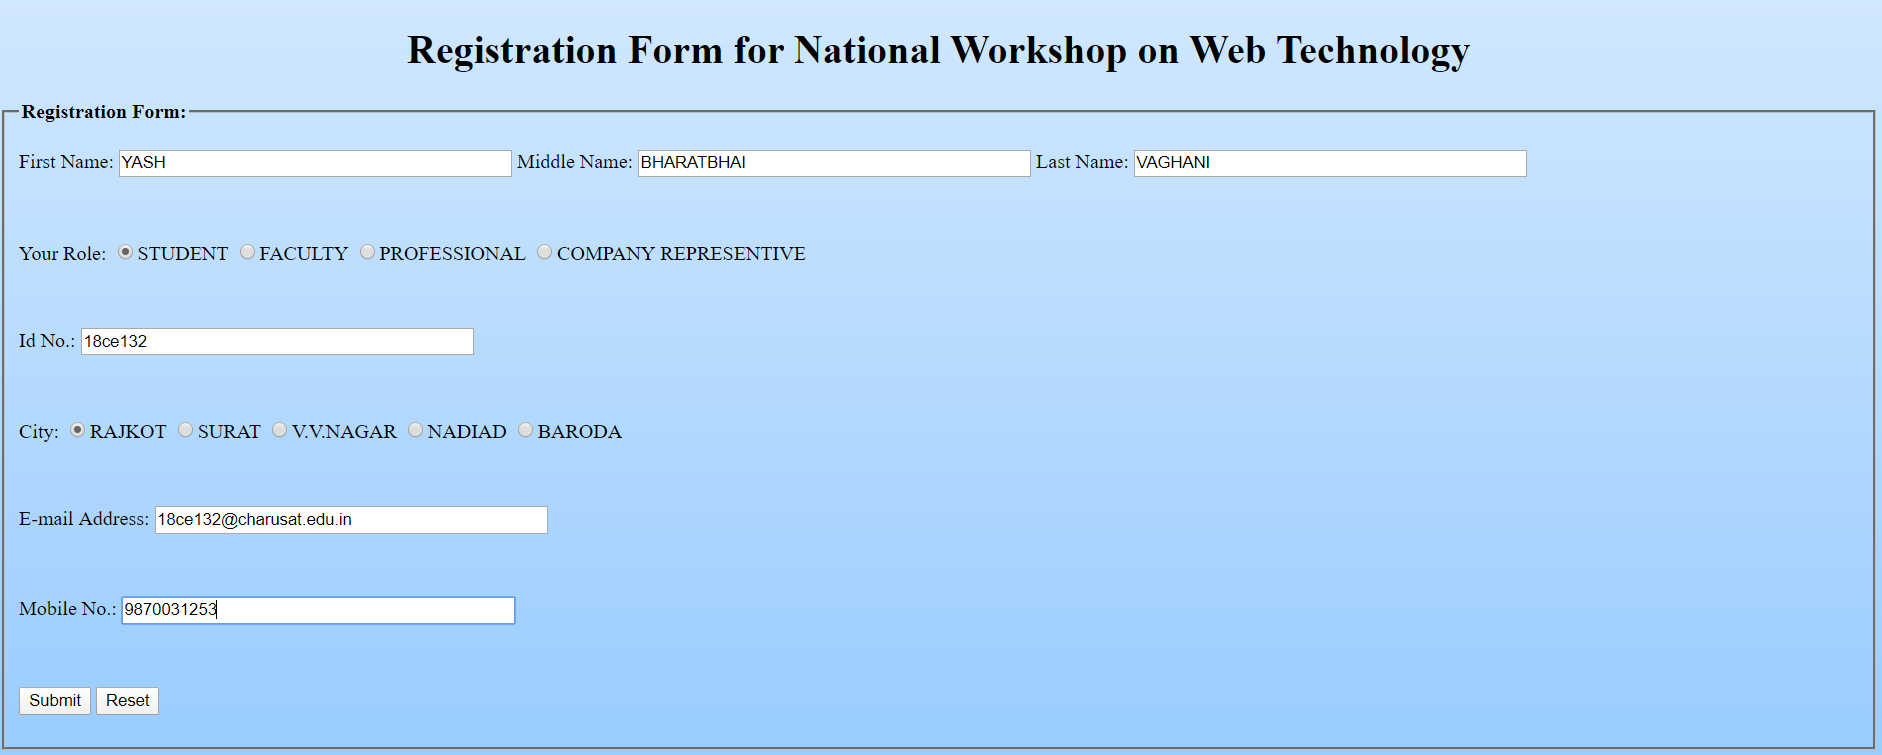 Registration Form for National Workshop on Web Technology
Registration Form:
First Name: YASH Middle Name: BHARATBHAI Last Name: VAGHANI
Your Role: STUDENT FACULTY PROFESSIONAL COMPANY REPRESENTIVE
Id No.: 18ce132
City: RAJKOT SURAT V.V.NAGAR NADIAD BARODA
E-mail Address: 18ce132@charusat.edu.in
Mobile No.: 9870031253
Submit Reset